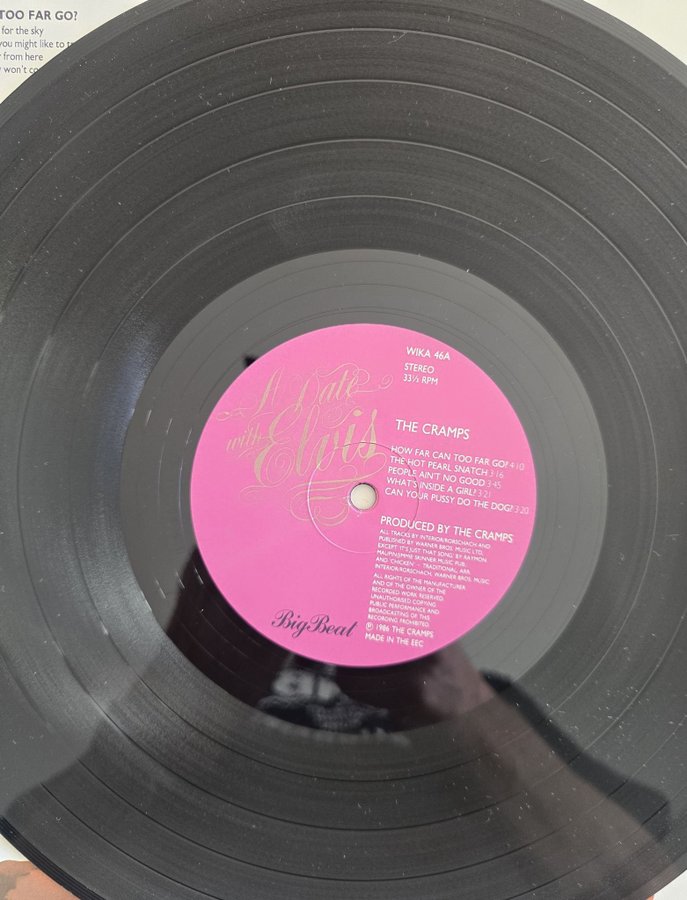 TOO FAR GO?
for the sky
you might like to
from here
won't
WIKA 46A
STEREO
33⅓ RPM
A Date
with Elvis
THE CRAMPS
HOW FAR CAN TOO FAR GO? 4·10
THE HOT PEARL SNATCH 3·16
PEOPLE AIN'T NO GOOD 3·45
WHAT'S INSIDE A GIRL? 3·21
CAN YOUR PUSSY DO THE DOG? 3·20
PRODUCED BY THE CRAMPS
ALL TRACKS BY INTERIOR/RORSCHACH AND
PUBLISHED BY WARNER BROS. MUSIC LTD,
EXCEPT 'IT'S JUST THAT SONG' BY RAYMON
MAUPIN/SMME SKINNER MUSIC PUB.
AND 'CHICKEN' - TRADITIONAL, ARR.
INTERIOR/RORSCHACH, WARNER BROS. MUSIC.
ALL RIGHTS OF THE MANUFACTURER
AND OF THE OWNER OF THE
RECORDED WORK RESERVED.
UNAUTHORISED COPYING
PUBLIC PERFORMANCE AND
BROADCASTING OF THIS
RECORDING PROHIBITED.
℗ 1986 THE CRAMPS
MADE IN THE EEC
BigBeat